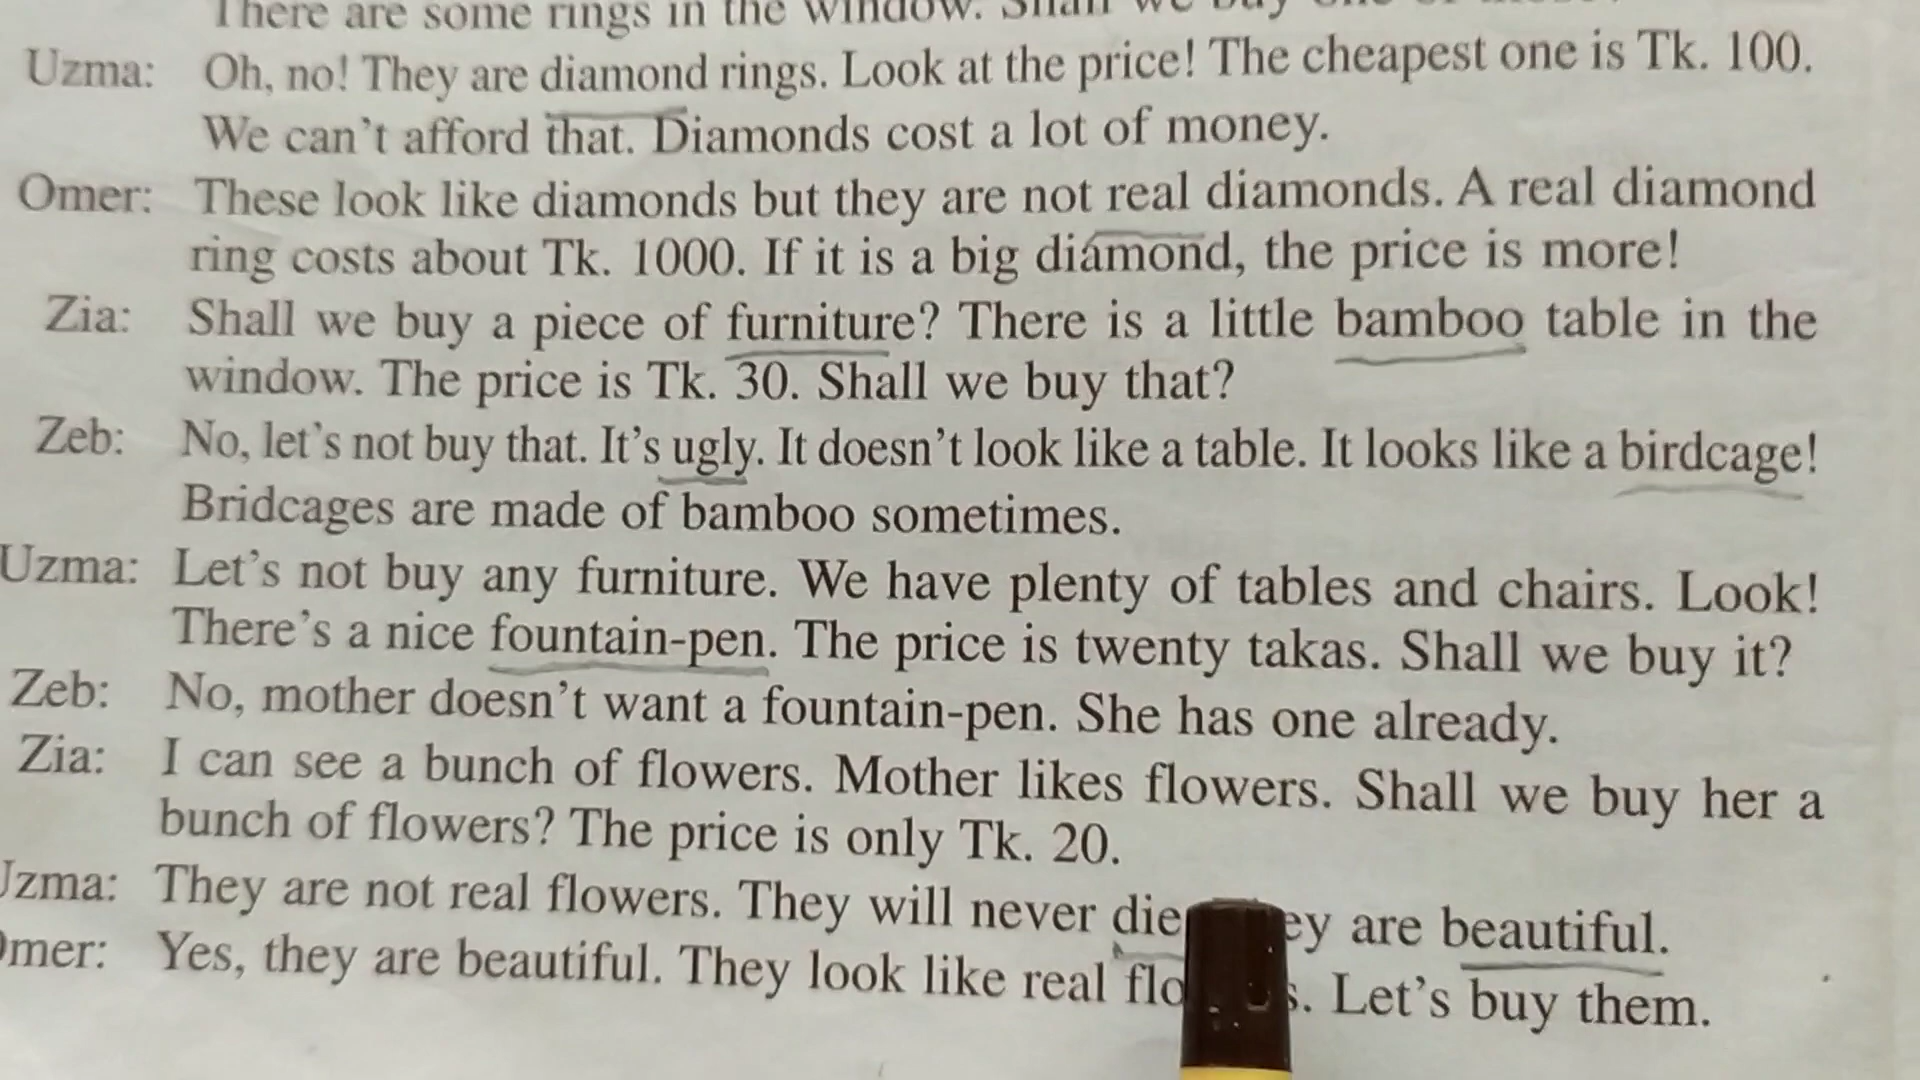 There are some rings in the window. Shall we buy one of
Uzma: Oh, no! They are diamond rings. Look at the price! The cheapest one is Tk. 100.
We can't afford that. Diamonds cost a lot of money.
Omer: These look like diamonds but they are not real diamonds. A real diamond
ring costs about Tk. 1000. If it is a big diamond, the price is more!
Zia: Shall we buy a piece of furniture? There is a little bamboo table in the
window. The price is Tk. 30. Shall we buy that?
Zeb: No, let's not buy that. It's ugly. It doesn't look like a table. It looks like a birdcage!
Bridcages are made of bamboo sometimes.
Uzma: Let's not buy any furniture. We have plenty of tables and chairs. Look!
There's a nice fountain-pen. The price is twenty takas. Shall we buy it?
Zeb: No, mother doesn't want a fountain-pen. She has one already.
Zia: I can see a bunch of flowers. Mother likes flowers. Shall we buy her a
bunch of flowers? The price is only Tk. 20.
Uzma: They are not real flowers. They will never die ey are beautiful.
Omer: Yes, they are beautiful. They look like real flo s. Let's buy them.